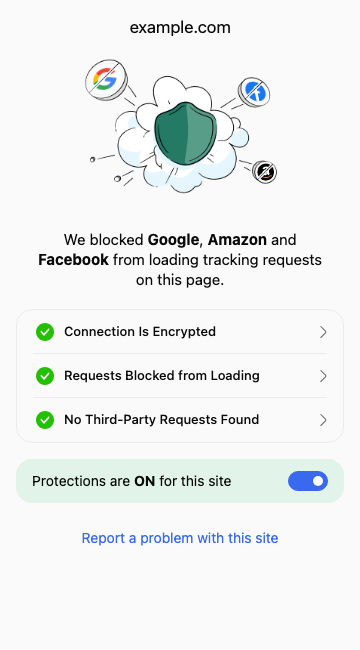 example.com
We blocked Google, Amazon and
Facebook from loading tracking requests
on this page.
Connection Is Encrypted
Requests Blocked from Loading
No Third-Party Requests Found
Protections are ON for this site
Report a problem with this site